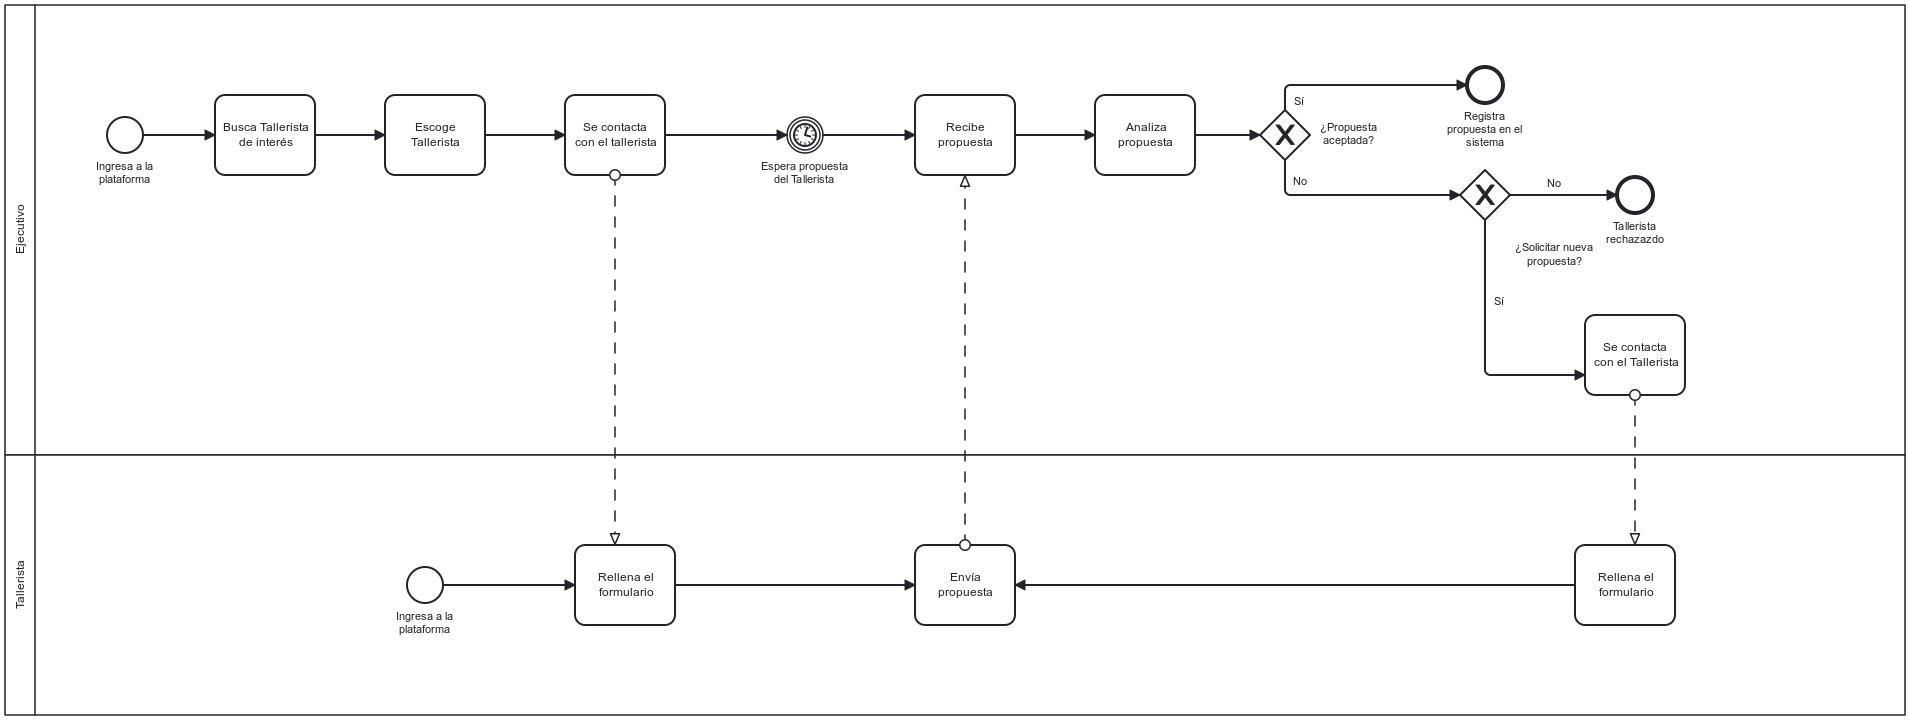 Ejecutivo
Ingresa a la
plataforma
Busca Tallerista
de interés
Escoge
Tallerista
Se contacta
con el tallerista
Espera propuesta
del Tallerista
Recibe
propuesta
Analiza
propuesta
Sí
¿Propuesta
aceptada?
No
Registra
propuesta en el
sistema
No
Tallerista
rechazazdo
¿Solicitar nueva
propuesta?
Sí
Se contacta
con el Tallerista
Tallerista
Ingresa a la
plataforma
Rellena el
formulario
Envía
propuesta
Rellena el
formulario